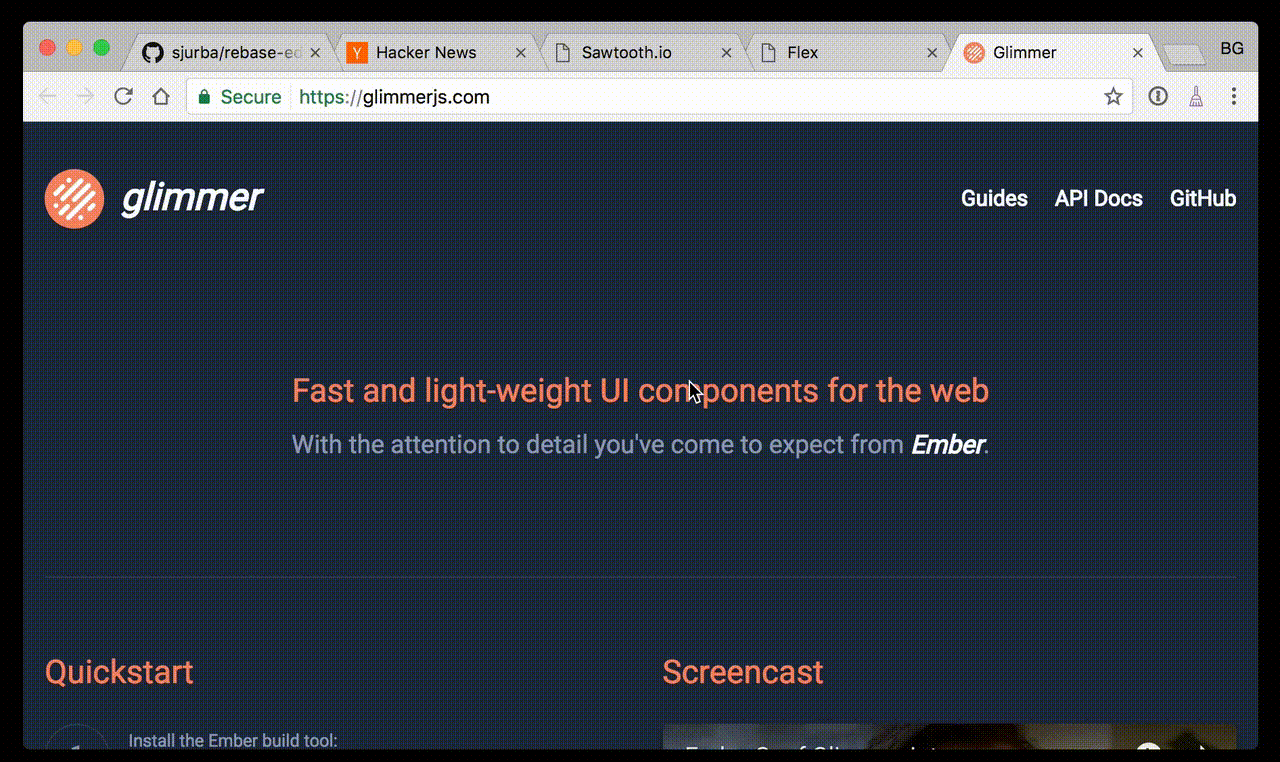 sjurba/rebase-ed
Hacker News
Sawtooth.io
Flex
Glimmer
BG
Secure
https://glimmerjs.com
glimmer
Guides API Docs GitHub
Fast and light-weight UI components for the web
With the attention to detail you've come to expect from Ember.
Quickstart
Screencast
Install the Ember build tool: